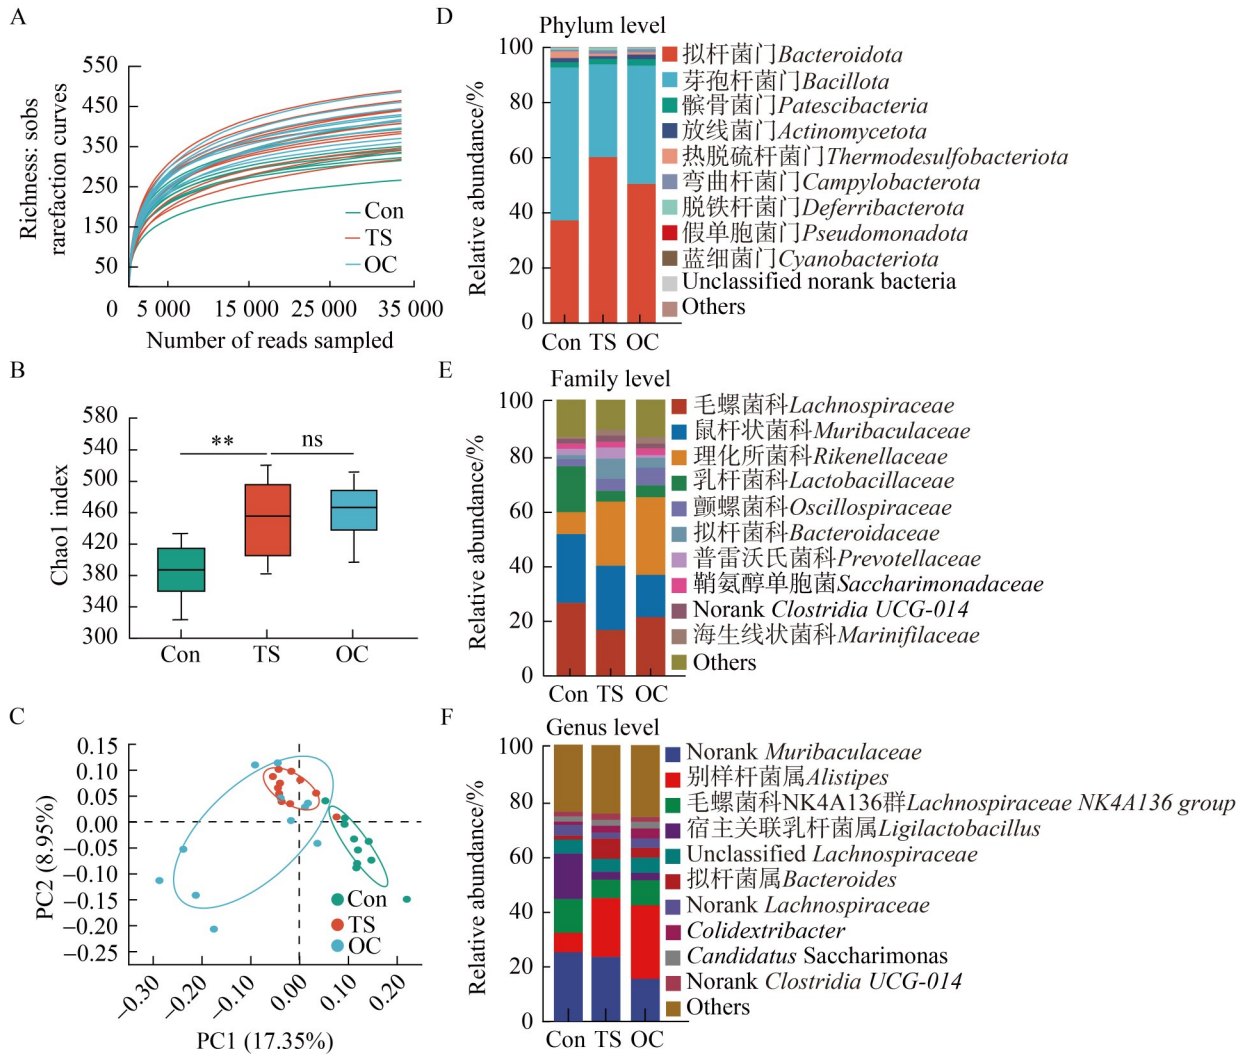 A
Richness: sobs
rarefaction curves
550
450
350
250
150
50
0
5 000
15 000
25 000
35 000
Number of reads sampled
Con
TS
OC
B
Chao1 index
580
540
500
460
420
380
340
300
**
ns
Con
TS
OC
C
PC2 (8.95%)
0.15
0.10
0.05
0.00
−0.05
−0.10
−0.15
−0.20
−0.25
−0.30
−0.20
−0.10
0.00
0.10
0.20
PC1 (17.35%)
Con
TS
OC
D
Phylum level
Relative abundance/%
100
80
60
40
20
0
Con TS OC
拟杆菌门Bacteroidota
芽孢杆菌门Bacillota
髌骨菌门Patescibacteria
放线菌门Actinomycetota
热脱硫杆菌门Thermodesulfobacteriota
弯曲杆菌门Campylobacterota
脱铁杆菌门Deferribacterota
假单胞菌门Pseudomonadota
蓝细菌门Cyanobacteriota
Unclassified norank bacteria
Others
E
Family level
Relative abundance/%
100
80
60
40
20
0
Con TS OC
毛螺菌科Lachnospiraceae
鼠杆状菌科Muribaculaceae
理化所菌科Rikenellaceae
乳杆菌科Lactobacillaceae
颤螺菌科Oscillospiraceae
拟杆菌科Bacteroidaceae
普雷沃氏菌科Prevotellaceae
鞘氨醇单胞菌Saccharimonadaceae
Norank Clostridia UCG-014
海生线状菌科Marinifilaceae
Others
F
Genus level
Relative abundance/%
100
80
60
40
20
0
Con TS OC
Norank Muribaculaceae
别样杆菌属Alistipes
毛螺菌科NK4A136群Lachnospiraceae NK4A136 group
宿主关联乳杆菌属Ligilactobacillus
Unclassified Lachnospiraceae
拟杆菌属Bacteroides
Norank Lachnospiraceae
Colidextribacter
Candidatus Saccharimonas
Norank Clostridia UCG-014
Others